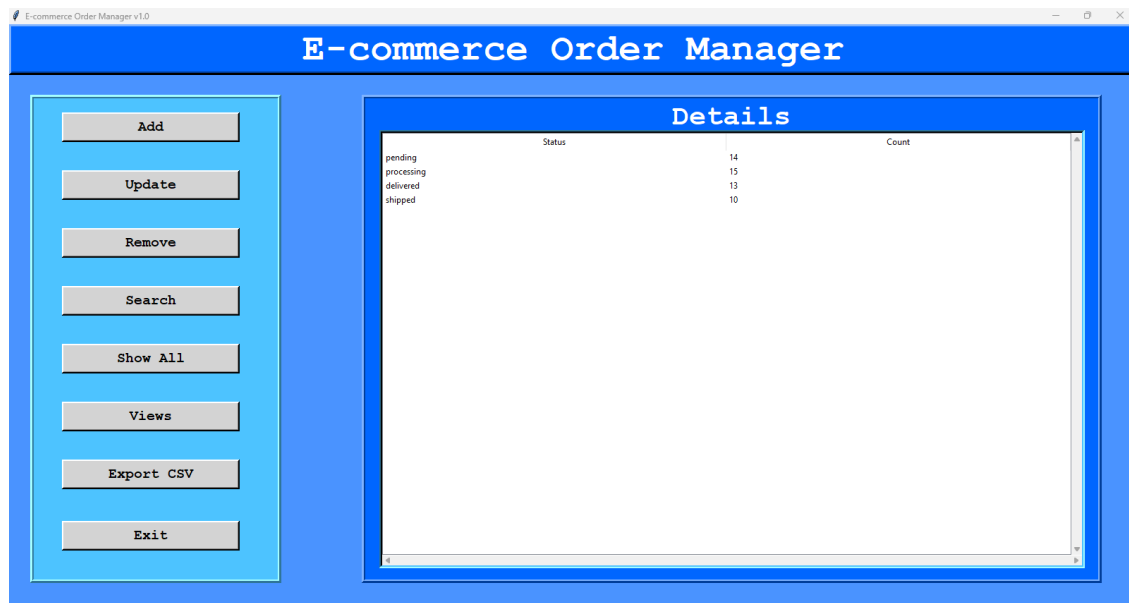 E-commerce Order Manager v1.0
E-commerce Order Manager
Add
Update
Remove
Search
Show All
Views
Export CSV
Exit
Details
Status Count
pending 14
processing 15
delivered 13
shipped 10